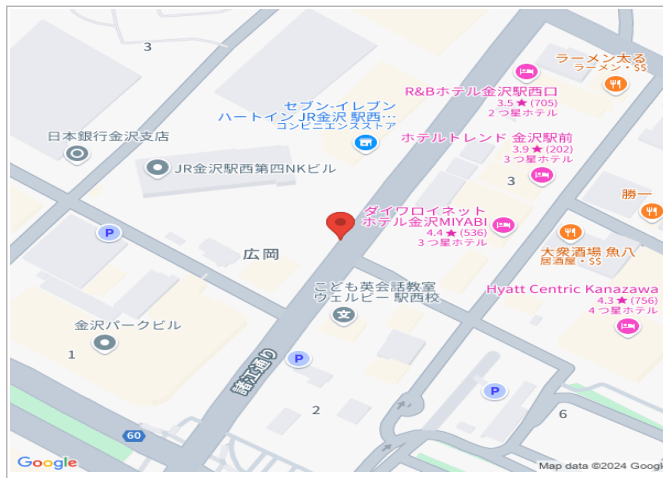 3
ラーメン太る
ラーメン・$$
R&Bホテル金沢駅西口
3.5 ★ (705)
2 つ星ホテル
セブン-イレブン
ハートイン JR金沢 駅西…
コンビニエンスストア
日本銀行金沢支店
ホテルトレンド 金沢駅前
3.9 ★ (202)
3 つ星ホテル
JR金沢駅西第四NKビル
3
勝一
ダイワロイネット
ホテル金沢MIYABI
4.4 ★ (536)
3 つ星ホテル
P
広岡
大衆酒場 魚八
居酒屋・$$
こども英会話教室
ウェルビー 駅西校
Hyatt Centric Kanazawa
4.3 ★ (756)
4 つ星ホテル
金沢パークビル
1
諸江通り
P
P
2
6
60
Google
Map data ©2024 Google